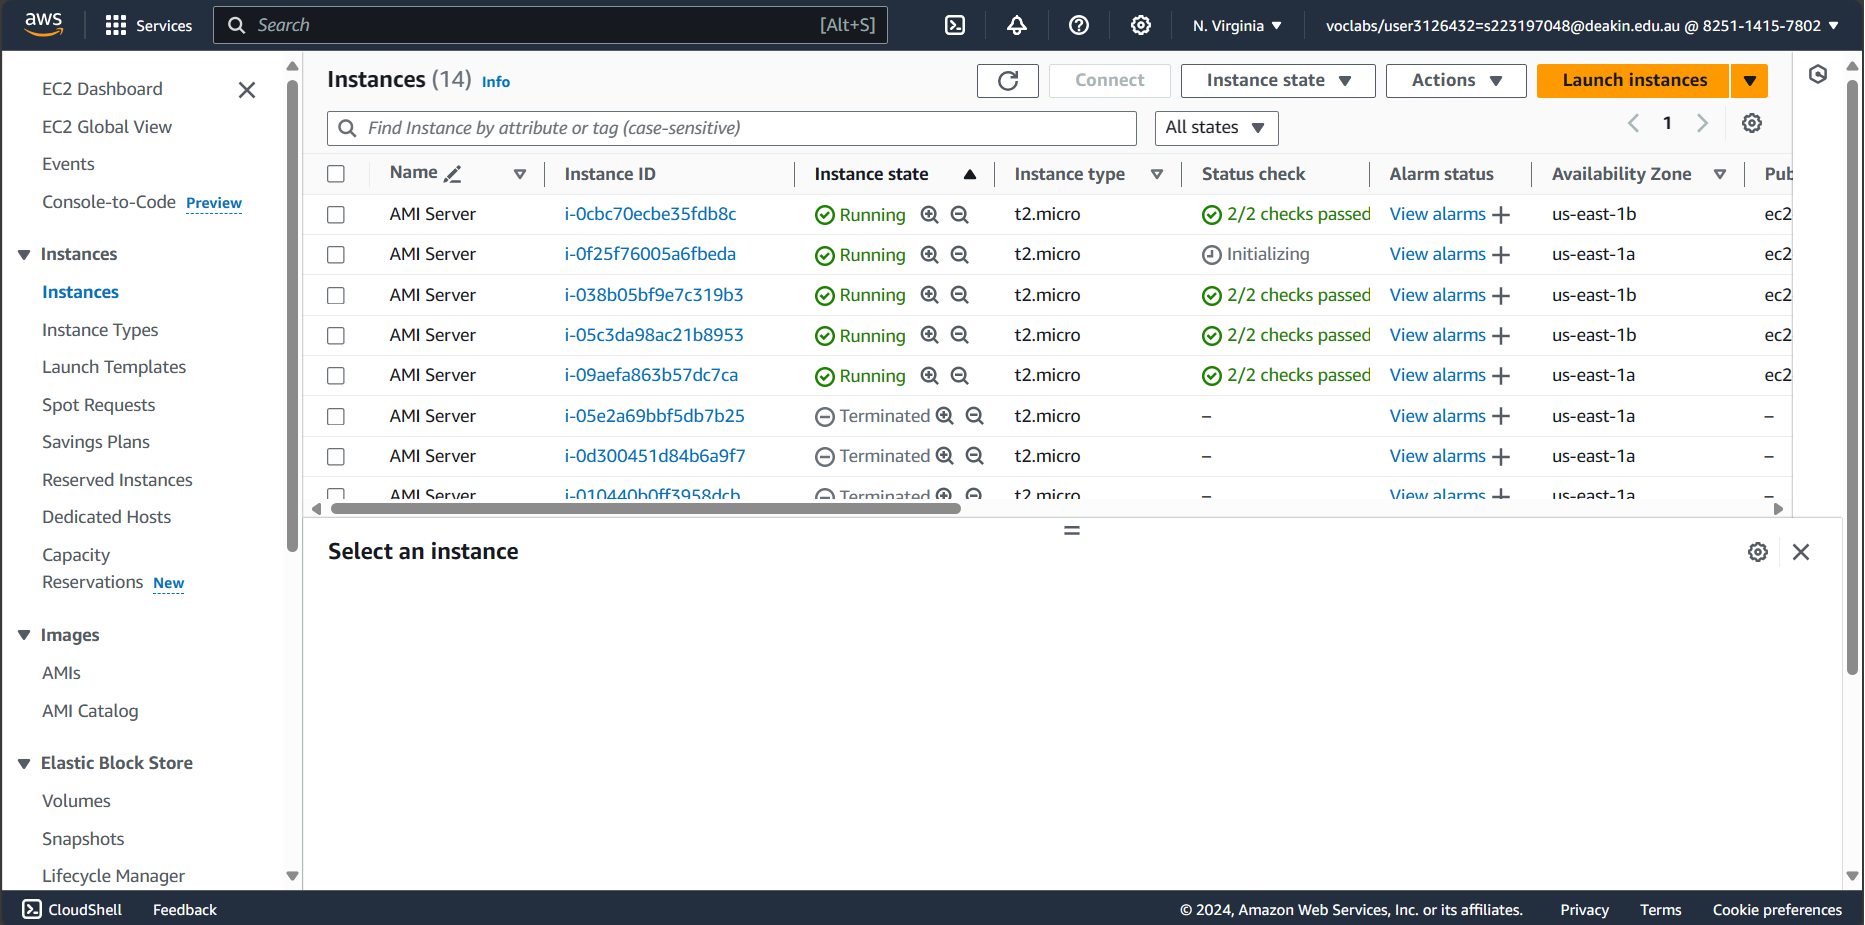 aws Services Search [Alt+S] N. Virginia voclabs/user3126432=s223197048@deakin.edu.au @ 8251-1415-7802
EC2 Dashboard
EC2 Global View
Events
Console-to-Code Preview
Instances
Instances
Instance Types
Launch Templates
Spot Requests
Savings Plans
Reserved Instances
Dedicated Hosts
Capacity
Reservations New
Images
AMIs
AMI Catalog
Elastic Block Store
Volumes
Snapshots
Lifecycle Manager
Instances (14) Info Connect Instance state Actions Launch instances
Find Instance by attribute or tag (case-sensitive) All states 1
Name Instance ID Instance state Instance type Status check Alarm status Availability Zone Pub
AMI Server i-0cbc70ecbe35fdb8c Running t2.micro 2/2 checks passed View alarms us-east-1b ec2
AMI Server i-0f25f76005a6fbeda Running t2.micro Initializing View alarms us-east-1a ec2
AMI Server i-038b05bf9e7c319b3 Running t2.micro 2/2 checks passed View alarms us-east-1b ec2
AMI Server i-05c3da98ac21b8953 Running t2.micro 2/2 checks passed View alarms us-east-1b ec2
AMI Server i-09aefa863b57dc7ca Running t2.micro 2/2 checks passed View alarms us-east-1a ec2
AMI Server i-05e2a69bbf5db7b25 Terminated t2.micro – View alarms us-east-1a –
AMI Server i-0d300451d84b6a9f7 Terminated t2.micro – View alarms us-east-1a –
AMI Server i-010440b0ff3958dcb Terminated t2.micro – View alarms us-east-1a –
Select an instance
CloudShell Feedback © 2024, Amazon Web Services, Inc. or its affiliates. Privacy Terms Cookie preferences